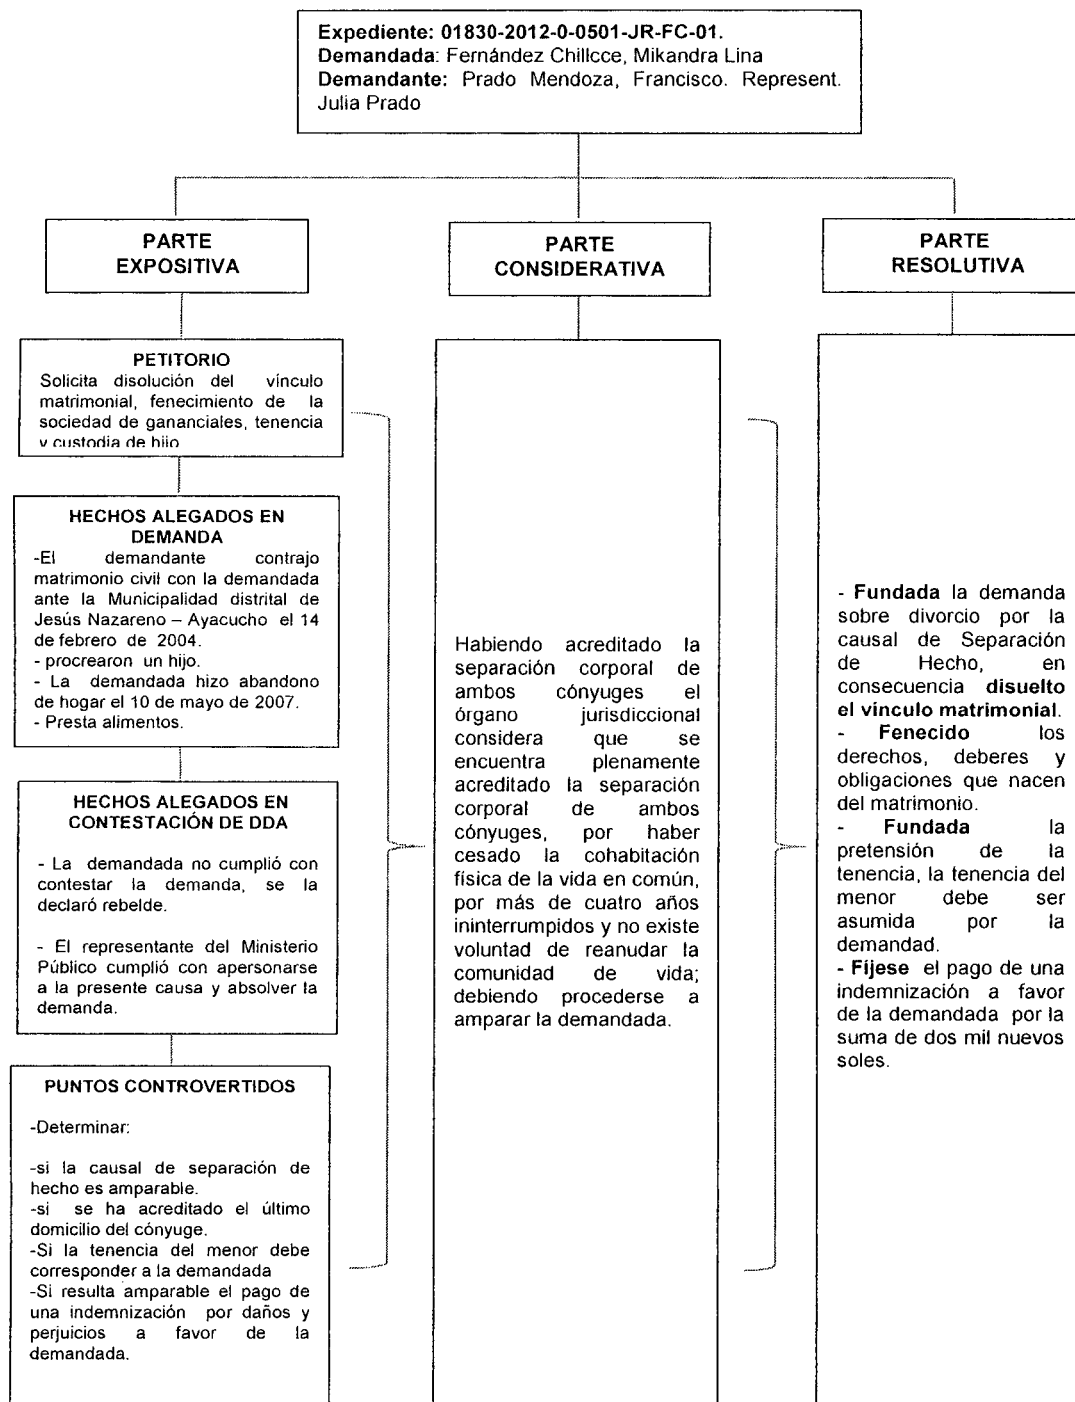 Expediente: 01830-2012-0-0501-JR-FC-01.
Demandada: Fernández Chillcce, Mikandra Lina
Demandante: Prado Mendoza, Francisco. Represent.
Julia Prado
PARTE
EXPOSITIVA
PETITORIO
Solicita disolución del vínculo
matrimonial, fenecimiento de la
sociedad de gananciales, tenencia
y custodia de hijo
HECHOS ALEGADOS EN
DEMANDA
-El demandante contrajo
matrimonio civil con la demandada
ante la Municipalidad distrital de
Jesús Nazareno – Ayacucho el 14
de febrero de 2004.
- procrearon un hijo.
- La demandada hizo abandono
de hogar el 10 de mayo de 2007.
- Presta alimentos.
HECHOS ALEGADOS EN
CONTESTACIÓN DE DDA
- La demandada no cumplió con
contestar la demanda, se la
declaró rebelde.
- El representante del Ministerio
Público cumplió con apersonarse
a la presente causa y absolver la
demanda.
PUNTOS CONTROVERTIDOS
-Determinar:
-si la causal de separación de
hecho es amparable.
-si se ha acreditado el último
domicilio del cónyuge.
-Si la tenencia del menor debe
corresponder a la demandada
-Si resulta amparable el pago de
una indemnización por daños y
perjuicios a favor de la
demandada.
PARTE
CONSIDERATIVA
Habiendo acreditado la
separación corporal de
ambos cónyuges el
órgano jurisdiccional
considera que se
encuentra plenamente
acreditado la separación
corporal de ambos
cónyuges, por haber
cesado la cohabitación
física de la vida en común,
por más de cuatro años
ininterrumpidos y no existe
voluntad de reanudar la
comunidad de vida;
debiendo procederse a
amparar la demandada.
PARTE
RESOLUTIVA
- Fundada la demanda
sobre divorcio por la
causal de Separación
de Hecho, en
consecuencia disuelto
el vínculo matrimonial.
- Fenecido los
derechos, deberes y
obligaciones que nacen
del matrimonio.
- Fundada la
pretensión de la
tenencia, la tenencia del
menor debe ser
asumida por la
demandad.
- Fíjese el pago de una
indemnización a favor
de la demandada por la
suma de dos mil nuevos
soles.